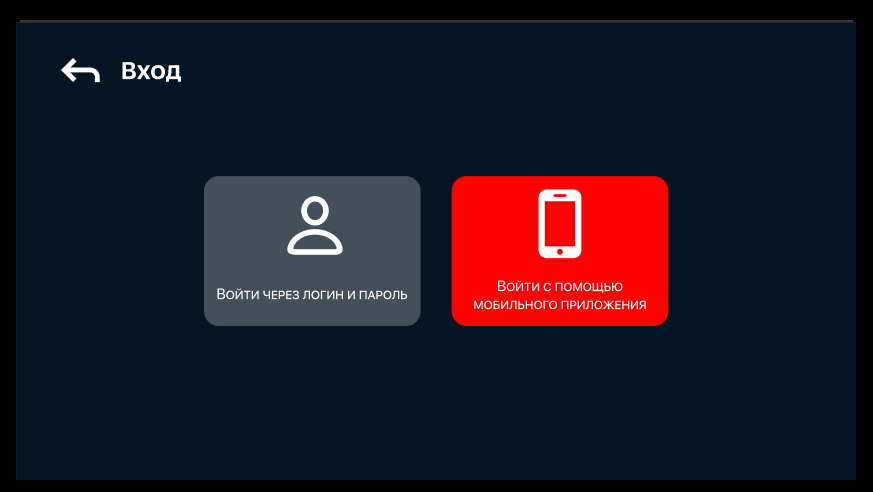 Вход
Войти через логин и пароль
Войти с помощью
мобильного приложения